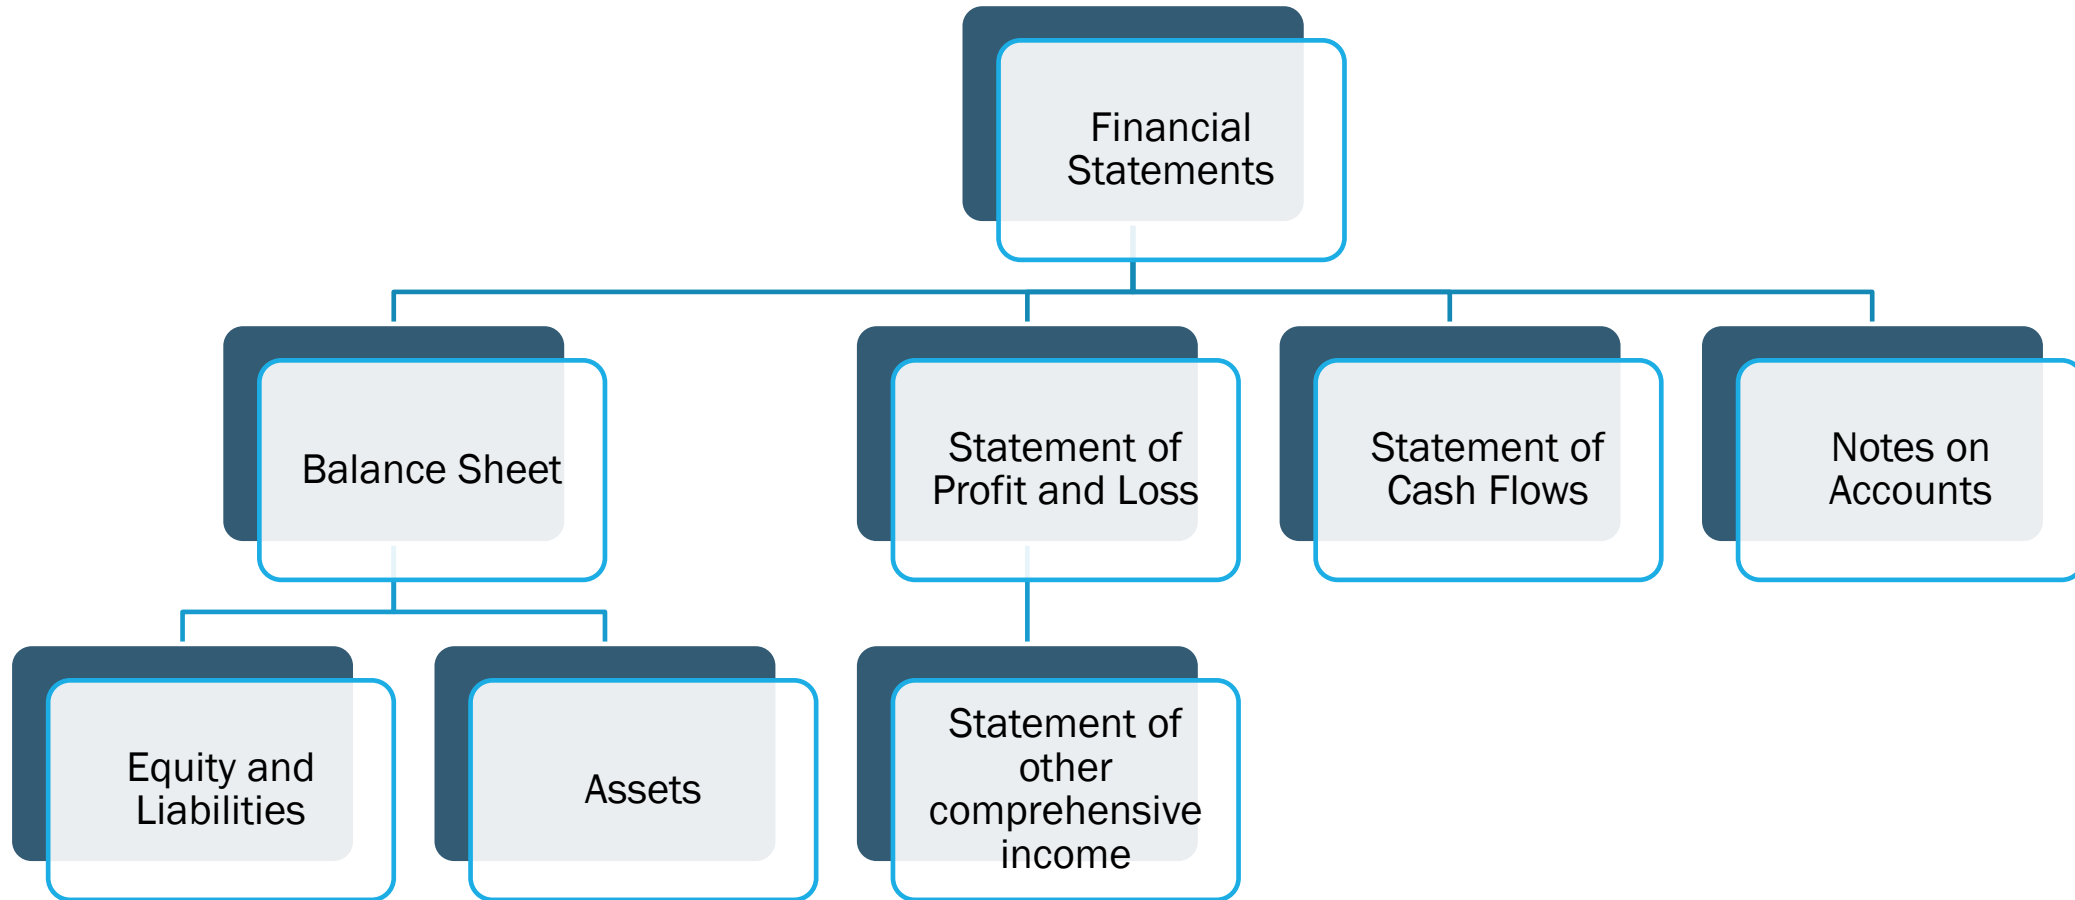 Financial
Statements
Balance Sheet
Statement of
Profit and Loss
Statement of
Cash Flows
Notes on
Accounts
Equity and
Liabilities
Assets
Statement of
other
comprehensive
income